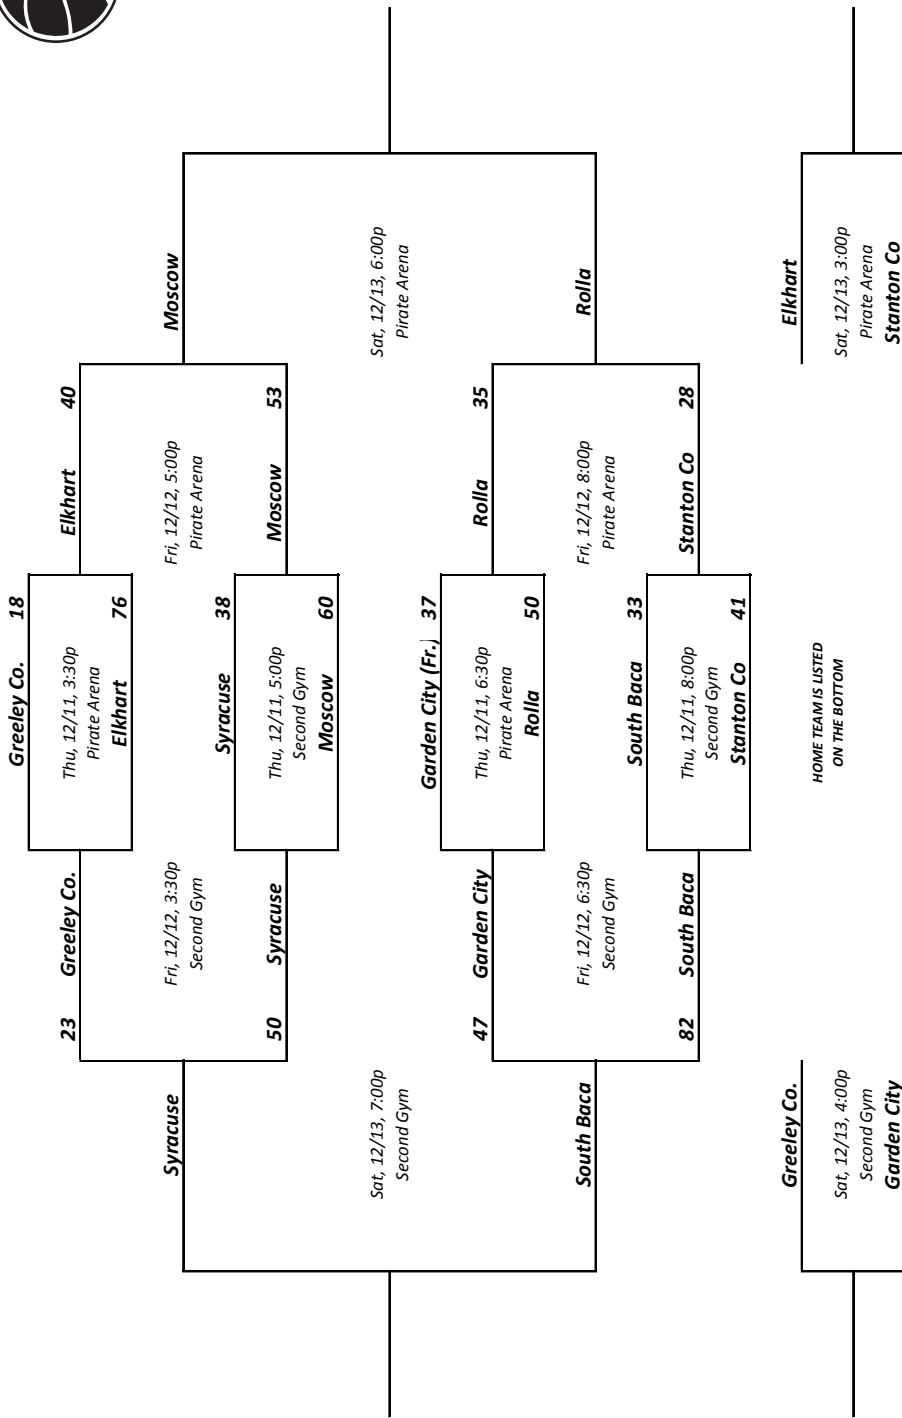 Greeley Co. 18
Thu, 12/11, 3:30p
Pirate Arena
Elkhart 76
23 Greeley Co.
Elkhart 40
Fri, 12/12, 3:30p
Second Gym
Fri, 12/12, 5:00p
Pirate Arena
Syracuse
Moscow
Syracuse 38
Thu, 12/11, 5:00p
Second Gym
Moscow 60
50 Syracuse
Moscow 53
Sat, 12/13, 7:00p
Second Gym
Sat, 12/13, 6:00p
Pirate Arena
Garden City (Fr.) 37
Thu, 12/11, 6:30p
Pirate Arena
Rolla 50
47 Garden City
Rolla 35
Fri, 12/12, 6:30p
Second Gym
Fri, 12/12, 8:00p
Pirate Arena
South Baca
Rolla
South Baca 33
Thu, 12/11, 8:00p
Second Gym
Stanton Co 41
82 South Baca
Stanton Co 28
Greeley Co.
Sat, 12/13, 4:00p
Second Gym
Garden City
HOME TEAM IS LISTED
ON THE BOTTOM
Elkhart
Sat, 12/13, 3:00p
Pirate Arena
Stanton Co